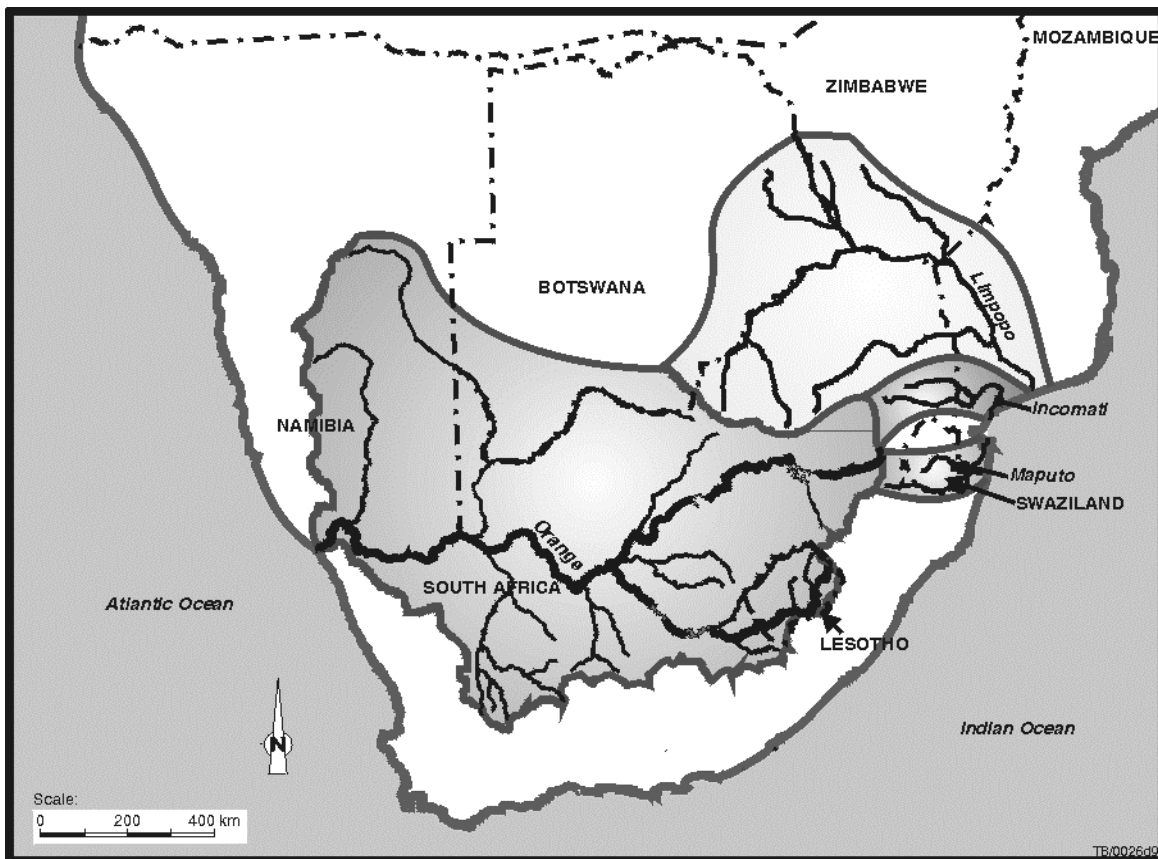 MOZAMBIQUE
ZIMBABWE
BOTSWANA
Limpopo
NAMIBIA
Incomati
Maputo
SWAZILAND
Orange
SOUTH AFRICA
Atlantic Ocean
LESOTHO
Indian Ocean
N
Scale:
0 200 400 km
TB/0026d9